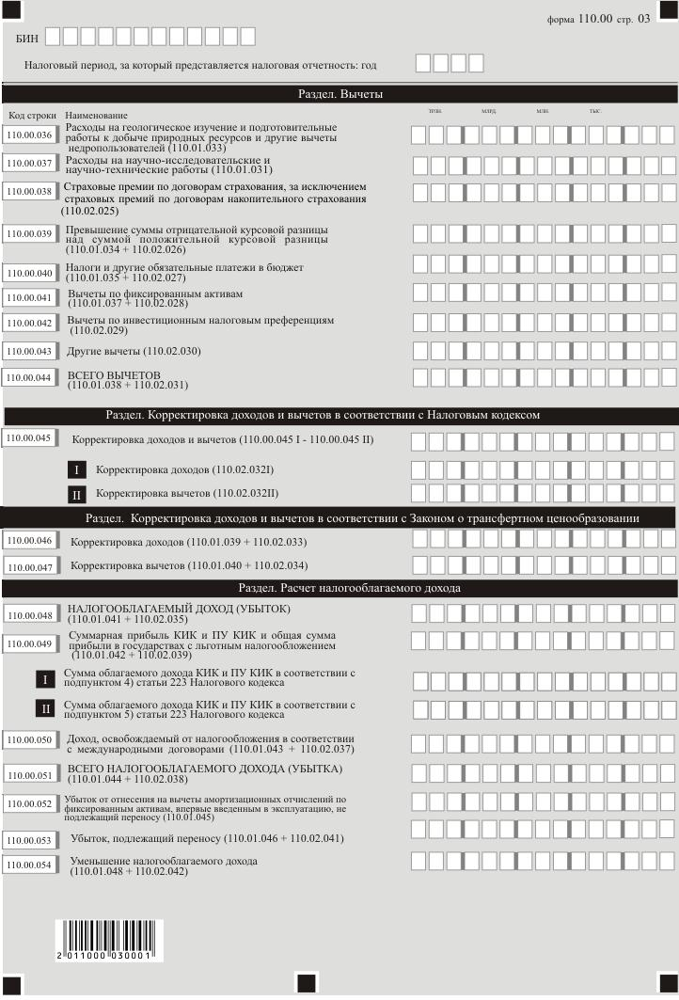 форма 110.00 стр. 03
БИН
Налоговый период, за который представляется налоговая отчетность: год
Раздел. Вычеты
Код строки Наименование ТРЛН. МЛРД. МЛН. ТЫС.
110.00.036 Расходы на геологическое изучение и подготовительные
работы к добыче природных ресурсов и другие вычеты
недропользователей (110.01.033)
110.00.037 Расходы на научно-исследовательские и
научно-технические работы (110.01.031)
110.00.038 Страховые премии по договорам страхования, за исключением
страховых премий по договорам накопительного страхования
(110.02.025)
110.00.039 Превышение суммы отрицательной курсовой разницы
над суммой положительной курсовой разницы
(110.01.034 + 110.02.026)
110.00.040 Налоги и другие обязательные платежи в бюджет
(110.01.035 + 110.02.027)
110.00.041 Вычеты по фиксированным активам
(110.01.037 + 110.02.028)
110.00.042 Вычеты по инвестиционным налоговым преференциям
(110.02.029)
110.00.043 Другие вычеты (110.02.030)
110.00.044 ВСЕГО ВЫЧЕТОВ
(110.01.038 + 110.02.031)
Раздел. Корректировка доходов и вычетов в соответствии с Налоговым кодексом
110.00.045 Корректировка доходов и вычетов (110.00.045 I - 110.00.045 II)
I Корректировка доходов (110.02.032I)
II Корректировка вычетов (110.02.032II)
Раздел. Корректировка доходов и вычетов в соответствии с Законом о трансфертном ценообразовании
110.00.046 Корректировка доходов (110.01.039 + 110.02.033)
110.00.047 Корректировка вычетов (110.01.040 + 110.02.034)
Раздел. Расчет налогооблагаемого дохода
110.00.048 НАЛОГООБЛАГАЕМЫЙ ДОХОД (УБЫТОК)
(110.01.041 + 110.02.035)
110.00.049 Суммарная прибыль КИК и ПУ КИК и общая сумма
прибыли в государствах с льготным налогообложением
(110.01.042 + 110.02.039)
I Сумма облагаемого дохода КИК и ПУ КИК в соответствии с
подпунктом 4) статьи 223 Налогового кодекса
II Сумма облагаемого дохода КИК и ПУ КИК в соответствии с
подпунктом 5) статьи 223 Налогового кодекса
110.00.050 Доход, освобождаемый от налогообложения в соответствии
с международными договорами (110.01.043 + 110.02.037)
110.00.051 ВСЕГО НАЛОГООБЛАГАЕМОГО ДОХОДА (УБЫТКА)
(110.01.044 + 110.02.038)
110.00.052 Убыток от отнесения на вычеты амортизационных отчислений по
фиксированным активам, впервые введенным в эксплуатацию, не
подлежащий переносу (110.01.045)
110.00.053 Убыток, подлежащий переносу (110.01.046 + 110.02.041)
110.00.054 Уменьшение налогооблагаемого дохода
(110.01.048 + 110.02.042)
2 011000 030001